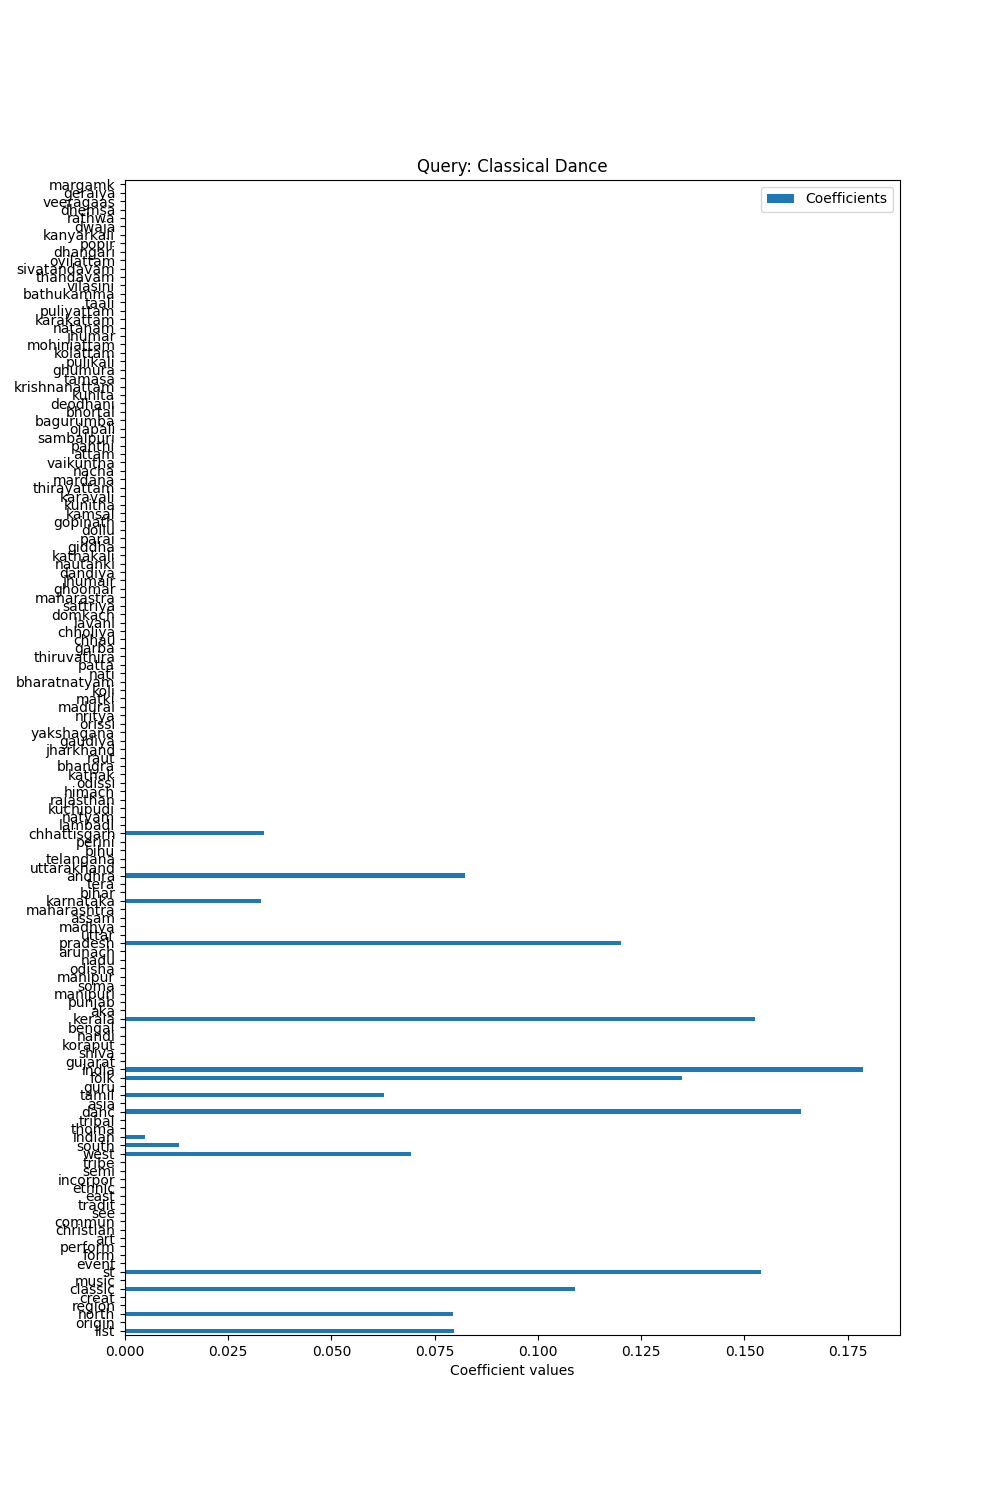 Query: Classical Dance
margamk
geraiya
veeragaas
dhemsa
rathwa
gwaja
kanyarkali
popir
dhangari
oyilattam
sivatandavam
thandavam
vilasini
bathukamma
taali
puliyattam
karakattam
natanam
jhumar
mohiniattam
kolattam
pulikali
ghumura
tamasa
krishnanattam
kunita
deodhani
bhortal
bagurumba
ojapali
sambalpuri
panthi
attam
vaikuntha
nacha
mardana
thirayattam
karavali
kunitha
kamsal
gopinath
dollu
parai
giddha
kathakali
nautanki
dandiya
jhumair
ghoomar
maharastra
sattriya
domkach
lavani
chholiya
chhau
garba
thiruvathira
patta
nati
bharatnatyam
koli
matki
madurai
nritya
orissi
yakshagana
gaudiya
jharkhand
raut
bhangra
kathak
odissi
himach
rajasthan
kuchipudi
natyam
lambadi
chhattisgarh
perini
bihu
telangana
uttarakhand
andhra
tera
bihar
karnataka
maharashtra
assam
madhya
uttar
pradesh
arunach
nadu
odisha
manipur
soma
manipuri
punjab
aka
kerala
bengal
nandi
koraput
shiva
gujarat
india
folk
guru
tamil
asia
danc
tribal
thoma
indian
south
west
tribe
semi
incorpor
ethnic
east
tradit
see
commun
christian
art
perform
form
event
st
music
classic
creat
region
north
origin
list
Coefficients
0.000 0.025 0.050 0.075 0.100 0.125 0.150 0.175
Coefficient values